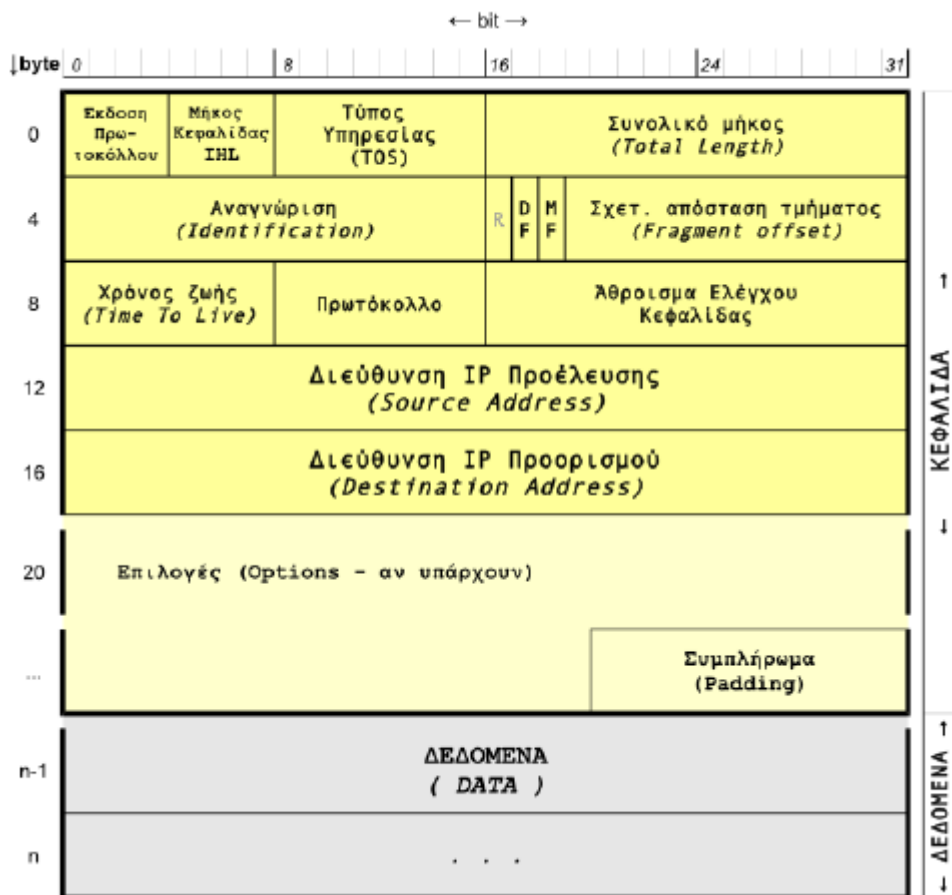 ← bit →
↓byte 0 8 16 24 31
0 Έκδοση Πρω- τοκόλλου Μήκος Κεφαλίδας IHL Τύπος Υπηρεσίας (TOS) Συνολικό μήκος (Total Length)
4 Αναγνώριση (Identification) R DF MF Σχετ. απόσταση τμήματος (Fragment offset)
8 Χρόνος ζωής (Time To Live) Πρωτόκολλο Άθροισμα Ελέγχου Κεφαλίδας
12 Διεύθυνση IP Προέλευσης
(Source Address)
16 Διεύθυνση IP Προορισμού
(Destination Address)
20 Επιλογές (Options - αν υπάρχουν)
... Συμπλήρωμα
(Padding)
← ΚΕΦΑΛΙΔΑ →
n-1 ΔΕΔΟΜΕΝΑ
( DATA )
n . . .
← ΔΕΔΟΜΕΝΑ →